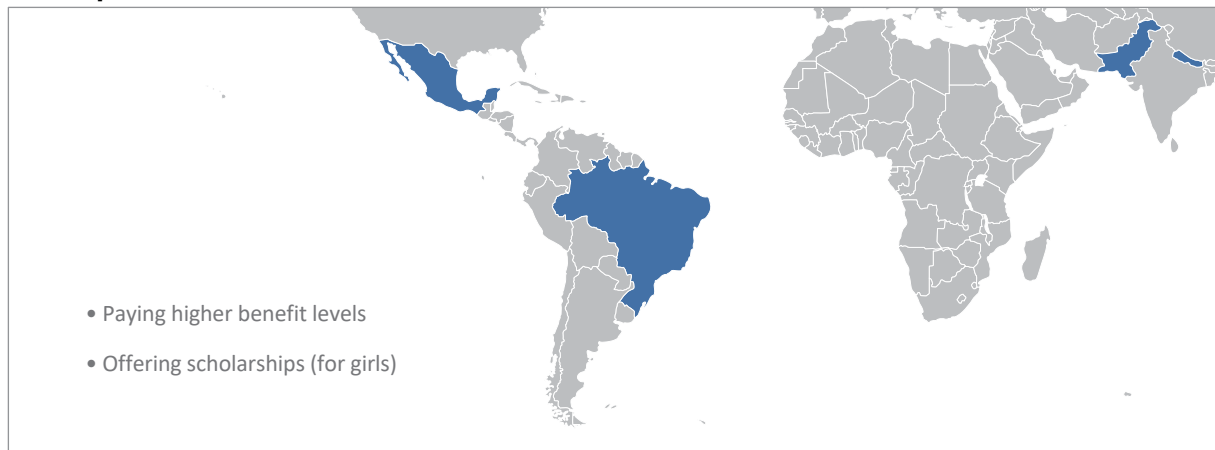 • Paying higher benefit levels
• Offering scholarships (for girls)